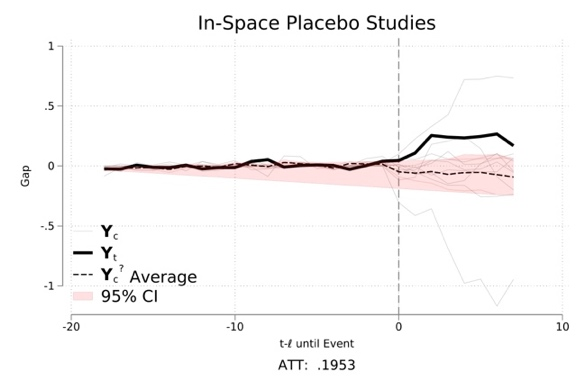 In-Space Placebo Studies
1
.5
0
-.5
-1
Gap
Yc
Yt
Yc? Average
95% CI
-20 -10 0 10
t-ℓ until Event
ATT: .1953